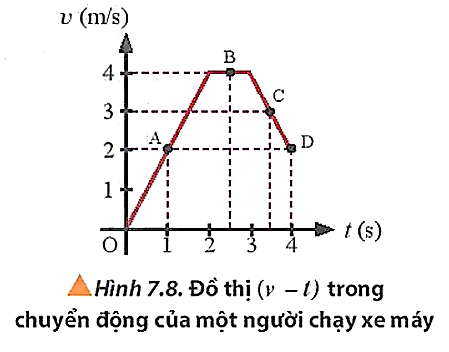 v (m/s)
4
B
3
C
A
2
D
1
O
1
2
3
4
t (s)
Hình 7.8. Đồ thị (v – t) trong
chuyển động của một người chạy xe máy